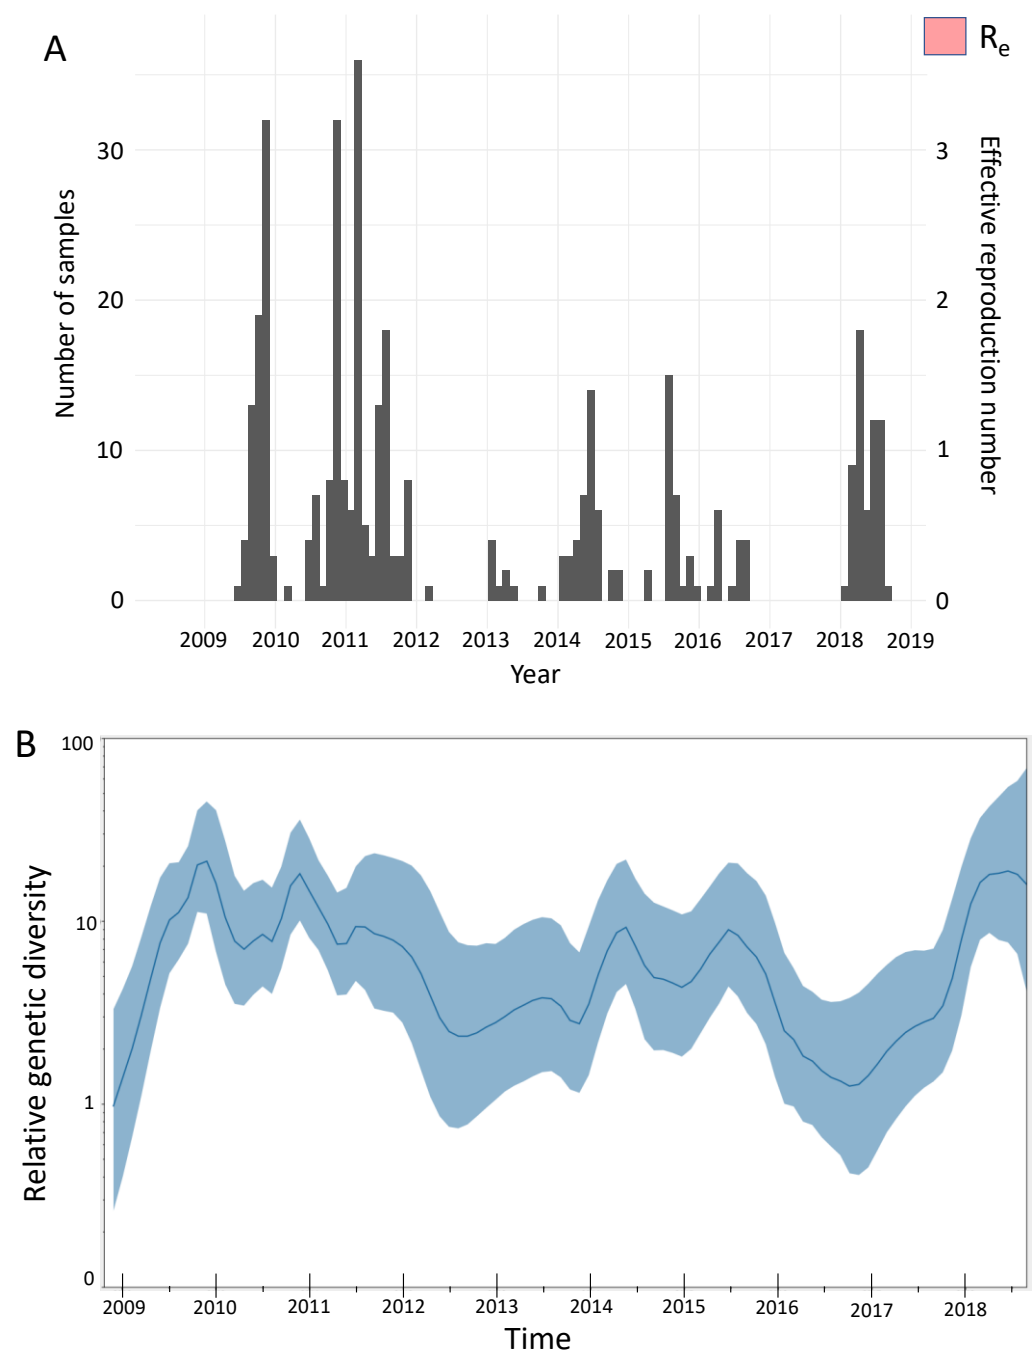 A
Re
Number of samples
30
20
10
0
3
2
1
0
Effective reproduction number
2009 2010 2011 2012 2013 2014 2015 2016 2017 2018 2019
Year
B
Relative genetic diversity
100
10
1
0
2009 2010 2011 2012 2013 2014 2015 2016 2017 2018
Time